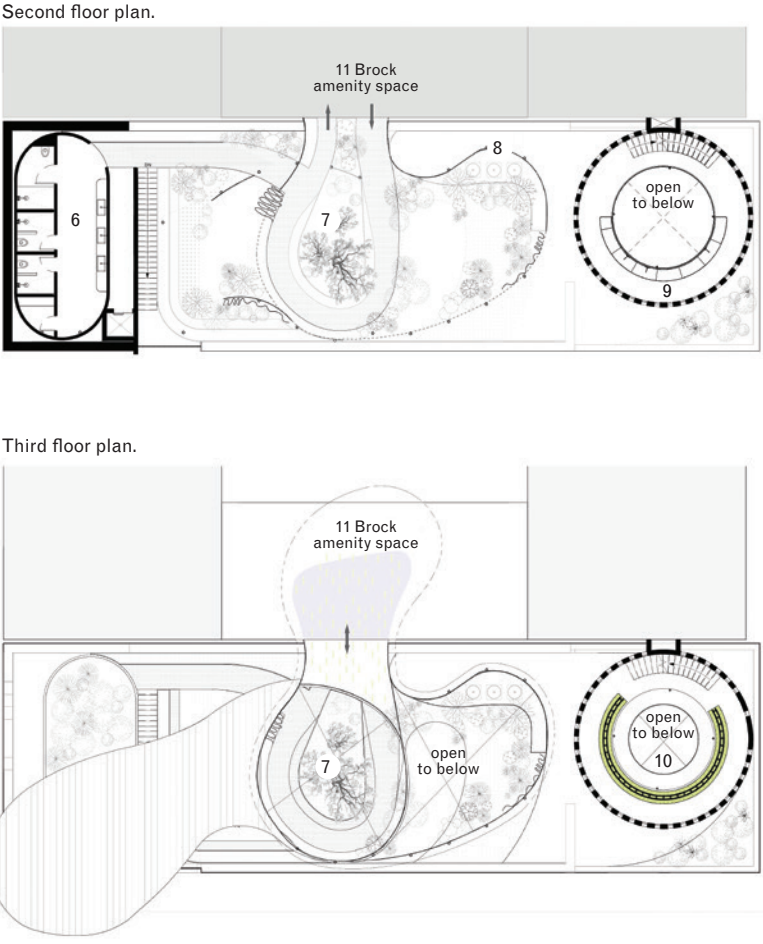 Second floor plan.
11 Brock
amenity space
8
open
to below
6
7
9
Third floor plan.
11 Brock
amenity space
open
to below
10
7
open
to below